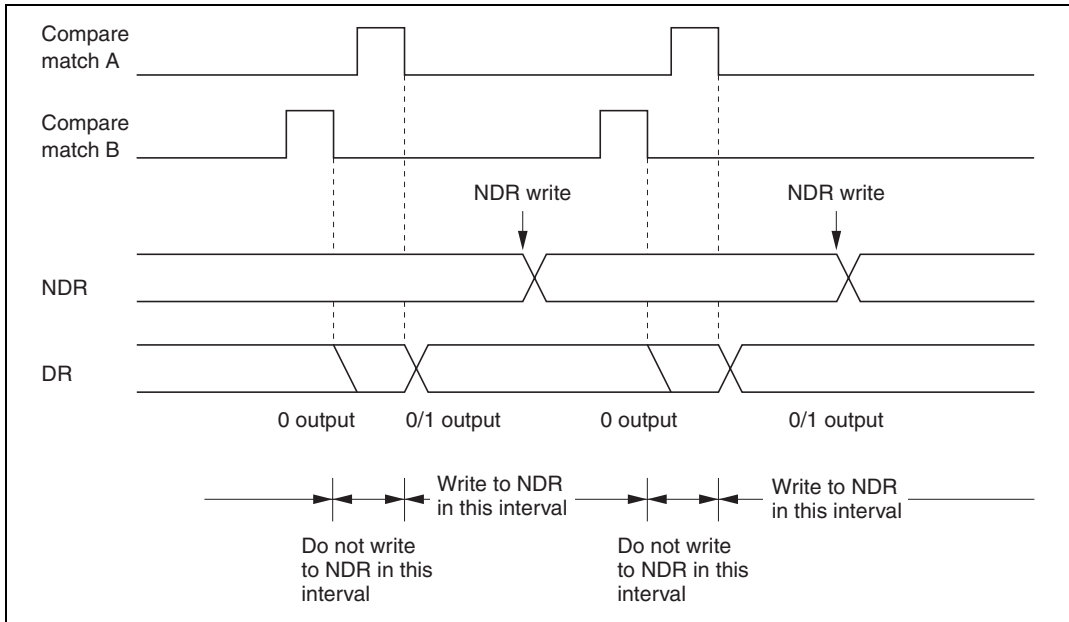 Compare
match A
Compare
match B
NDR write
NDR write
NDR
DR
0 output
0/1 output
0 output
0/1 output
Write to NDR
in this interval
Write to NDR
in this interval
Do not write
to NDR in this
interval
Do not write
to NDR in this
interval